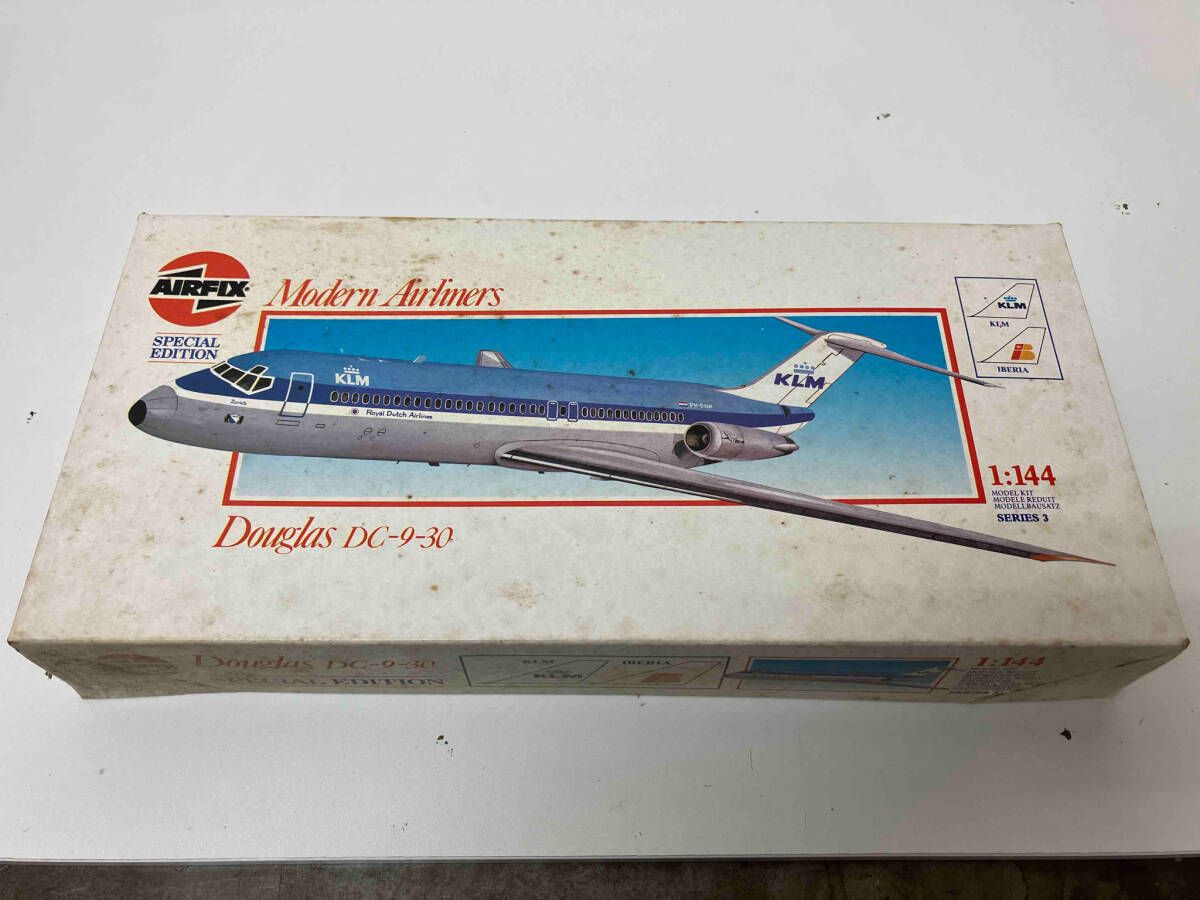 AIRFIX
SPECIAL
EDITION
Modern Airliners
KLM
KLM
IBERIA
KLM
Royal Dutch Airlines
KLM
1:144
MODEL KIT
MODELE REDUIT
MODELLBAUSATZ
SERIES 3
Douglas DC-9-30
Douglas DC-9-30
SPECIAL EDITION
KLM
KLM
IBERIA
1:144